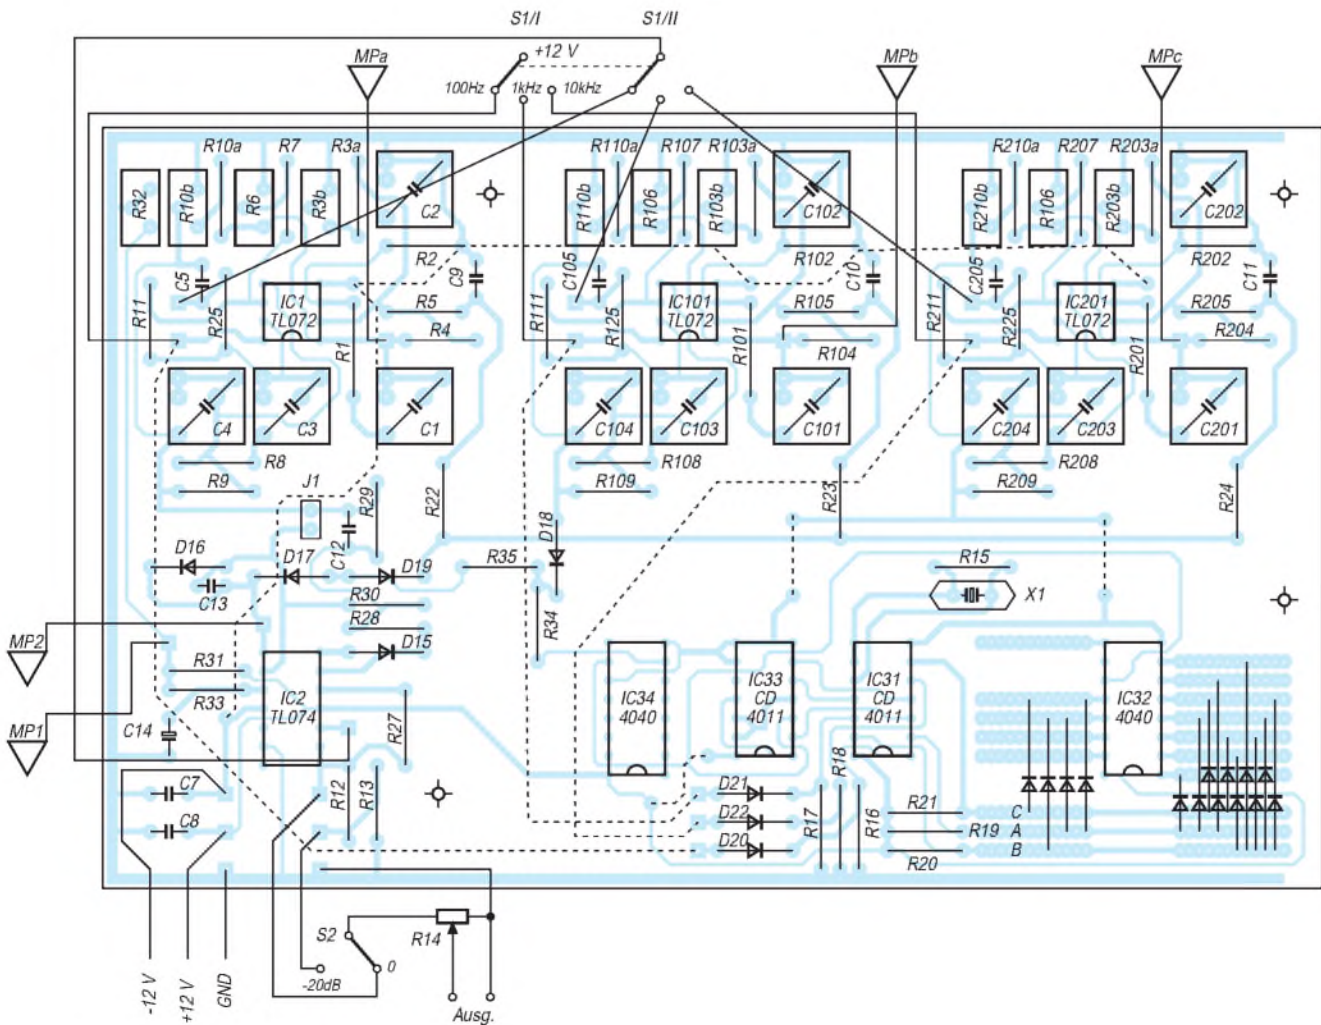 S1/I
S1/II
MPa
+12 V
MPb
MPc
100Hz
1kHz
10kHz
R10a
R7
R3a
R110a
R107
R103a
R210a
R207
R203a
R32
R10b
R6
R3b
C2
R110b
R106
R103b
C102
R210b
R106
R203b
C202
R2
R102
R202
C5
C9
C105
C10
C205
C11
R11
R25
IC1
TL072
R5
R111
R125
IC101
TL072
R105
R211
R225
IC201
TL072
R205
R1
R4
R101
R104
R201
R204
C4
C3
C1
C104
C103
C101
C204
C203
C201
R8
R108
R208
R9
J1
R29
R22
R109
R23
R209
R24
D18
C12
D16
D17
D19
R35
R15
C13
R30
X1
R28
R34
MP2
D15
R31
IC2
TL074
IC34
4040
IC33
CD
4011
IC31
CD
4011
IC32
4040
R33
MP1
C14
R27
C7
R12
R13
D21
R18
C8
D22
R17
R16
R21
C
R19
A
D20
R20
B
S2
R14
0
-20dB
-12 V
+12 V
GND
Ausg.